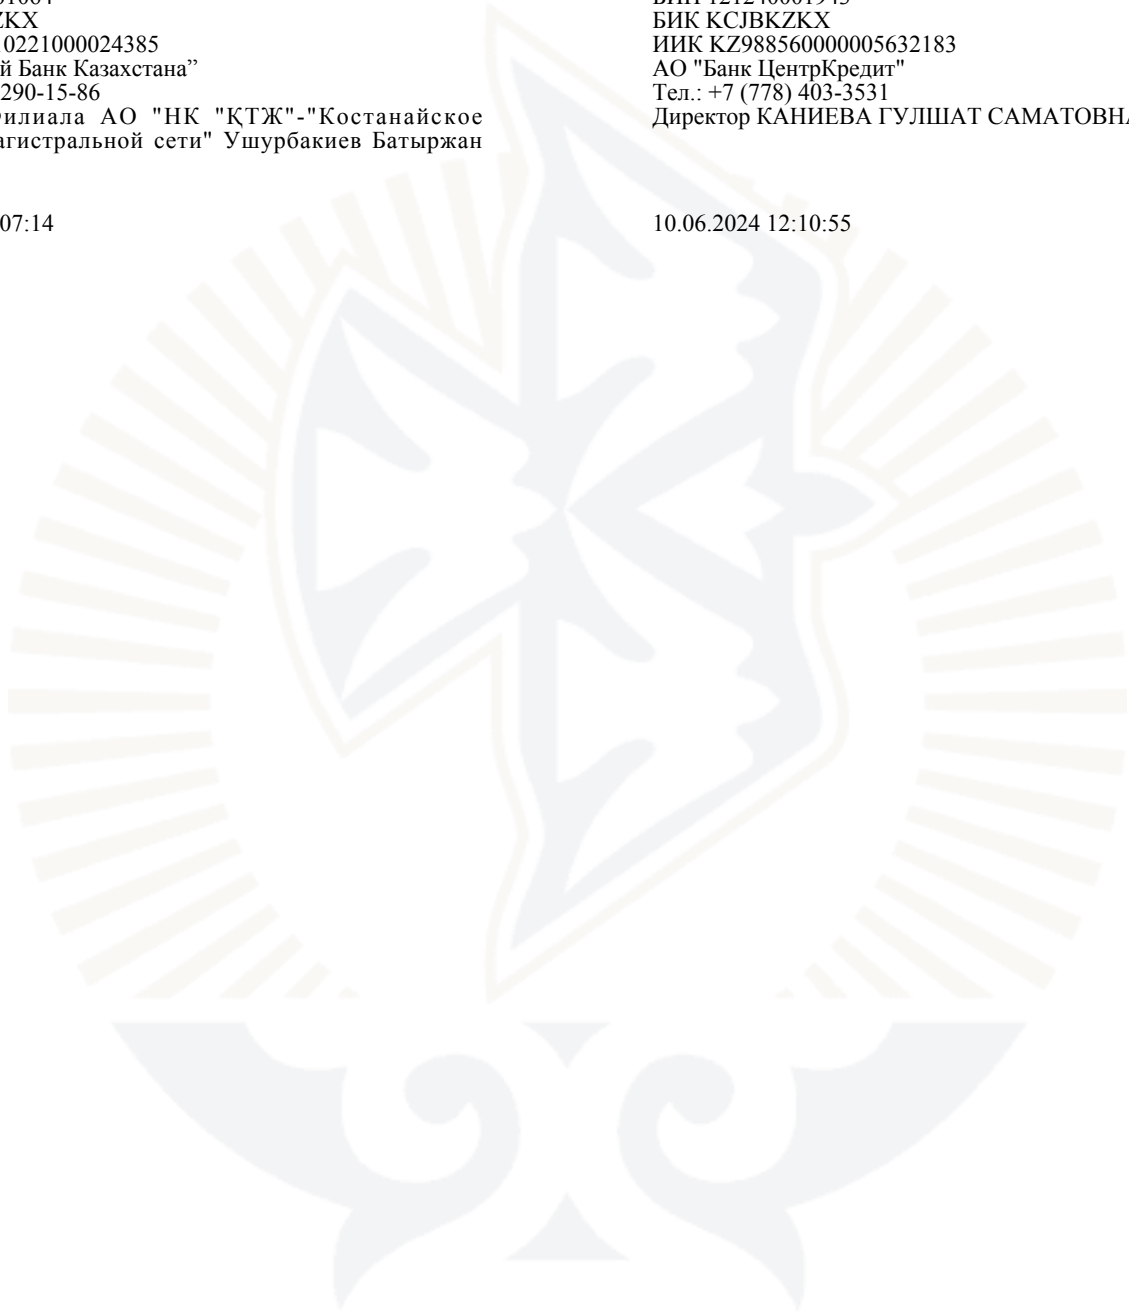 ZKX
0221000024385
й Банк Казахстана”
290-15-86
илиала АО "НК "ҚТЖ"-"Костанайское
агистральной сети" Ушурбакиев Батыржан
07:14
БИК KCJBKZKX
ИИК KZ988560000005632183
АО "Банк ЦентрКредит"
Тел.: +7 (778) 403-3531
Директор КАНИЕВА ГУЛШАТ САМАТОВНА
10.06.2024 12:10:55